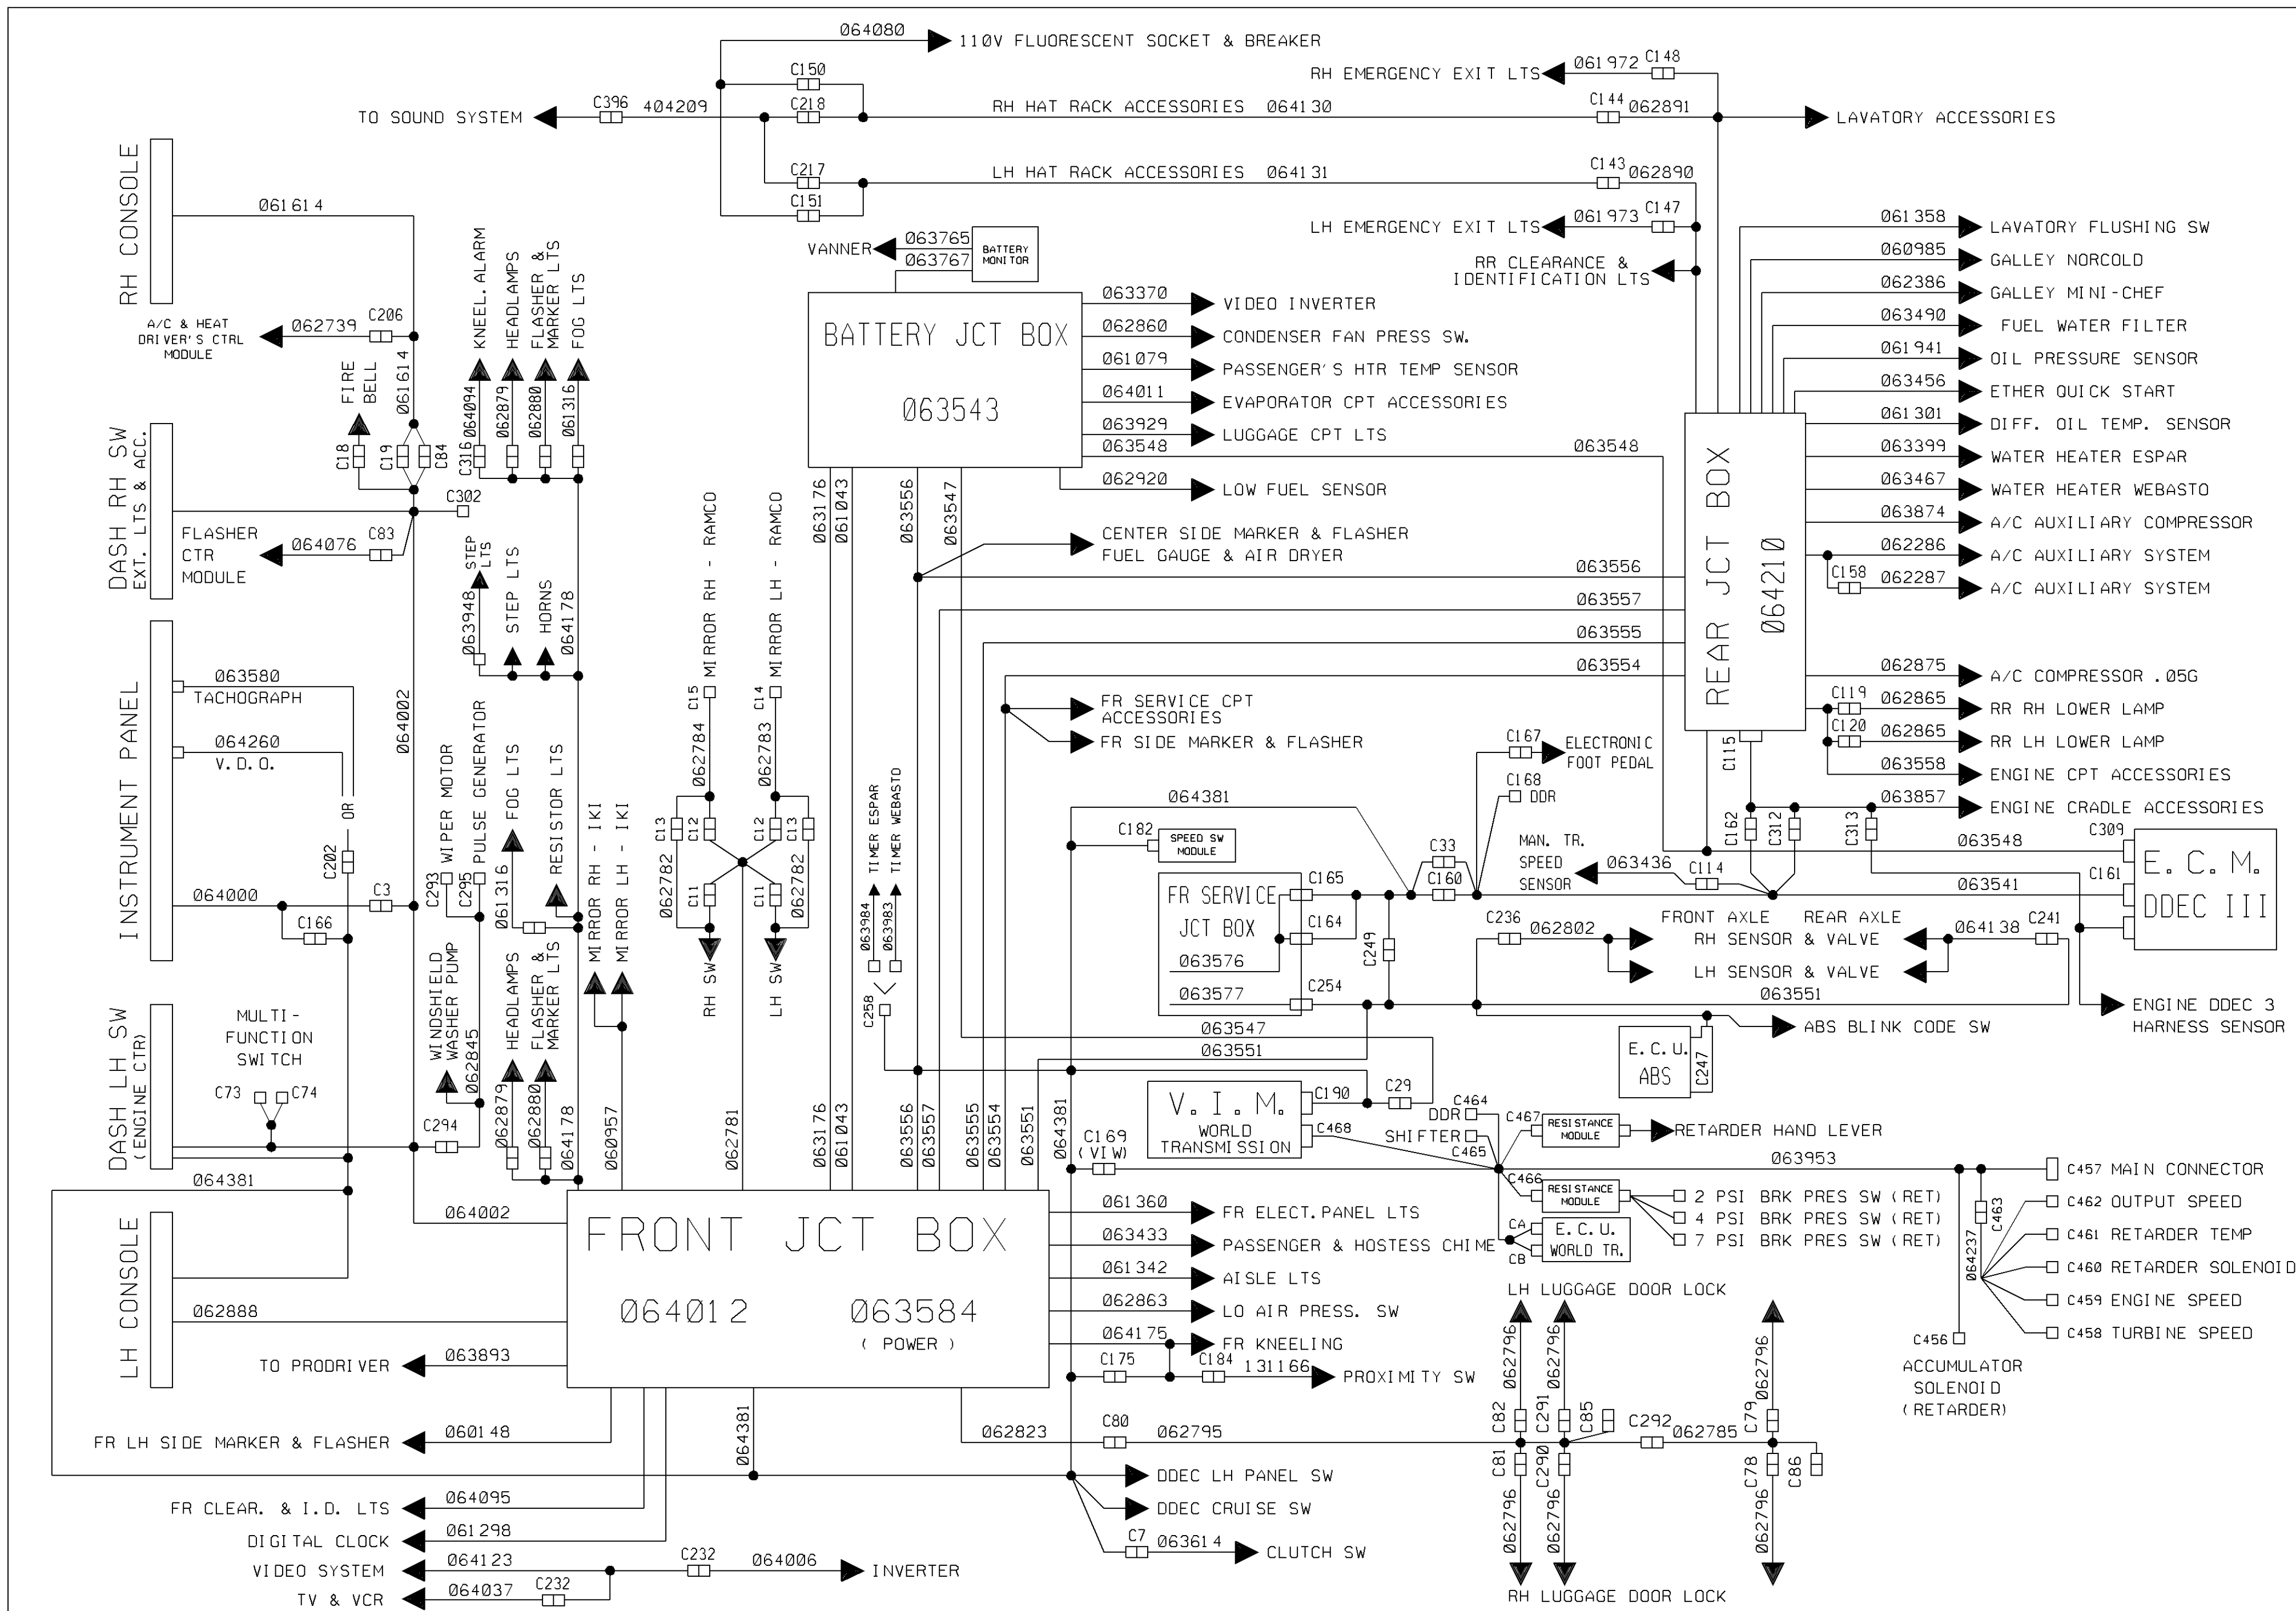 064080
110V FLUORESCENT SOCKET & BREAKER
C150
RH EMERGENCY EXIT LTS
061972
C148
TO SOUND SYSTEM
C396
404209
C218
RH HAT RACK ACCESSORIES 064130
C144
062891
LAVATORY ACCESSORIES
C217
LH HAT RACK ACCESSORIES 064131
C143
062890
C151
LH EMERGENCY EXIT LTS
061973
C147
RR CLEARANCE &
IDENTIFICATION LTS
RH CONSOLE
061614
A/C & HEAT
DRIVER'S CTRL
MODULE
062739
C206
061614
FIRE
BELL
C18
C19
C84
KNEEL.ALARM
HEADLAMPS
FLASHER &
MARKER LTS
FOG LTS
C316
064094
062879
062880
061316
DASH RH SW
EXT. LTS & ACC.
C302
FLASHER
CTR
MODULE
064076
C83
VANNER
063765
063767
BATTERY
MONITOR
BATTERY JCT BOX
063543
063370
VIDEO INVERTER
062860
CONDENSER FAN PRESS SW.
061079
PASSENGER'S HTR TEMP SENSOR
064011
EVAPORATOR CPT ACCESSORIES
063929
LUGGAGE CPT LTS
063548
063548
062920
LOW FUEL SENSOR
063176
061043
063556
063547
CENTER SIDE MARKER & FLASHER
FUEL GAUGE & AIR DRYER
063556
063557
063555
063554
FR SERVICE CPT
ACCESSORIES
FR SIDE MARKER & FLASHER
061358
LAVATORY FLUSHING SW
060985
GALLEY NORCOLD
062386
GALLEY MINI-CHEF
063490
FUEL WATER FILTER
061941
OIL PRESSURE SENSOR
063456
ETHER QUICK START
061301
DIFF. OIL TEMP. SENSOR
063399
WATER HEATER ESPAR
063467
WATER HEATER WEBASTO
063874
A/C AUXILIARY COMPRESSOR
062286
A/C AUXILIARY SYSTEM
C158
062287
A/C AUXILIARY SYSTEM
REAR JCT BOX
064210
062875
A/C COMPRESSOR .05G
C119
062865
RR RH LOWER LAMP
C120
062865
RR LH LOWER LAMP
063558
ENGINE CPT ACCESSORIES
C115
063857
ENGINE CRADLE ACCESSORIES
C162
C312
C313
063548
C309
C161
063541
E.C.M.
DDEC III
INSTRUMENT PANEL
063580
TACHOGRAPH
064260
V.D.O.
OR
C202
064002
064000
C3
C166
063948
STEP
LTS
STEP LTS
HORNS
064178
C293
WIPER MOTOR
C295
PULSE GENERATOR
061316
FOG LTS
RESISTOR LTS
MIRROR RH - IKI
MIRROR LH - IKI
C15
MIRROR RH - RAMCO
C14
MIRROR LH - RAMCO
062784
062783
C13
C12
C12
C13
062782
C11
C11
062782
RH SW
LH SW
TIMER ESPAR
TIMER WEBASTO
063984
063983
C258
064381
C182
SPEED SW
MODULE
FR SERVICE
JCT BOX
063576
063577
C165
C164
C254
C249
C33
C160
C167
ELECTRONIC
FOOT PEDAL
C168
DDR
MAN. TR.
SPEED
SENSOR
063436
C114
C236
062802
FRONT AXLE
REAR AXLE
RH SENSOR & VALVE
LH SENSOR & VALVE
064138
C241
063551
ABS BLINK CODE SW
ENGINE DDEC 3
HARNESS SENSOR
E.C.U.
ABS
C247
DASH LH SW
(ENGINE CTR)
MULTI-
FUNCTION
SWITCH
C73
C74
C294
064381
WINDSHIELD
WASHER PUMP
062845
HEADLAMPS
FLASHER &
MARKER LTS
062879
062880
064178
060957
062781
063176
061043
063556
063557
063555
063554
063551
064381
063547
063551
V.I.M.
WORLD
TRANSMISSION
C190
C29
C468
C169
(VIW)
C464
DDR
SHIFTER
C465
C467
RESISTANCE
MODULE
RETARDER HAND LEVER
063953
C466
RESISTANCE
MODULE
2 PSI BRK PRES SW (RET)
4 PSI BRK PRES SW (RET)
7 PSI BRK PRES SW (RET)
CA
CB
E.C.U.
WORLD TR.
C457 MAIN CONNECTOR
C462 OUTPUT SPEED
C461 RETARDER TEMP
C460 RETARDER SOLENOID
C459 ENGINE SPEED
C458 TURBINE SPEED
C463
064237
C456
ACCUMULATOR
SOLENOID
(RETARDER)
LH CONSOLE
064002
062888
FRONT JCT BOX
064012
063584
(POWER)
061360
FR ELECT.PANEL LTS
063433
PASSENGER & HOSTESS CHIME
061342
AISLE LTS
062863
LO AIR PRESS. SW
064175
FR KNEELING
C175
C184
131166
PROXIMITY SW
TO PRODRIVER
063893
FR LH SIDE MARKER & FLASHER
060148
064381
062823
C80
062795
LH LUGGAGE DOOR LOCK
062796
062796
062796
C82
C291
C85
C292
062785
C79
C81
C290
C78
C86
062796
062796
062796
RH LUGGAGE DOOR LOCK
DDEC LH PANEL SW
DDEC CRUISE SW
C7
063614
CLUTCH SW
FR CLEAR. & I.D. LTS
064095
DIGITAL CLOCK
061298
VIDEO SYSTEM
064123
C232
064006
INVERTER
TV & VCR
064037
C232